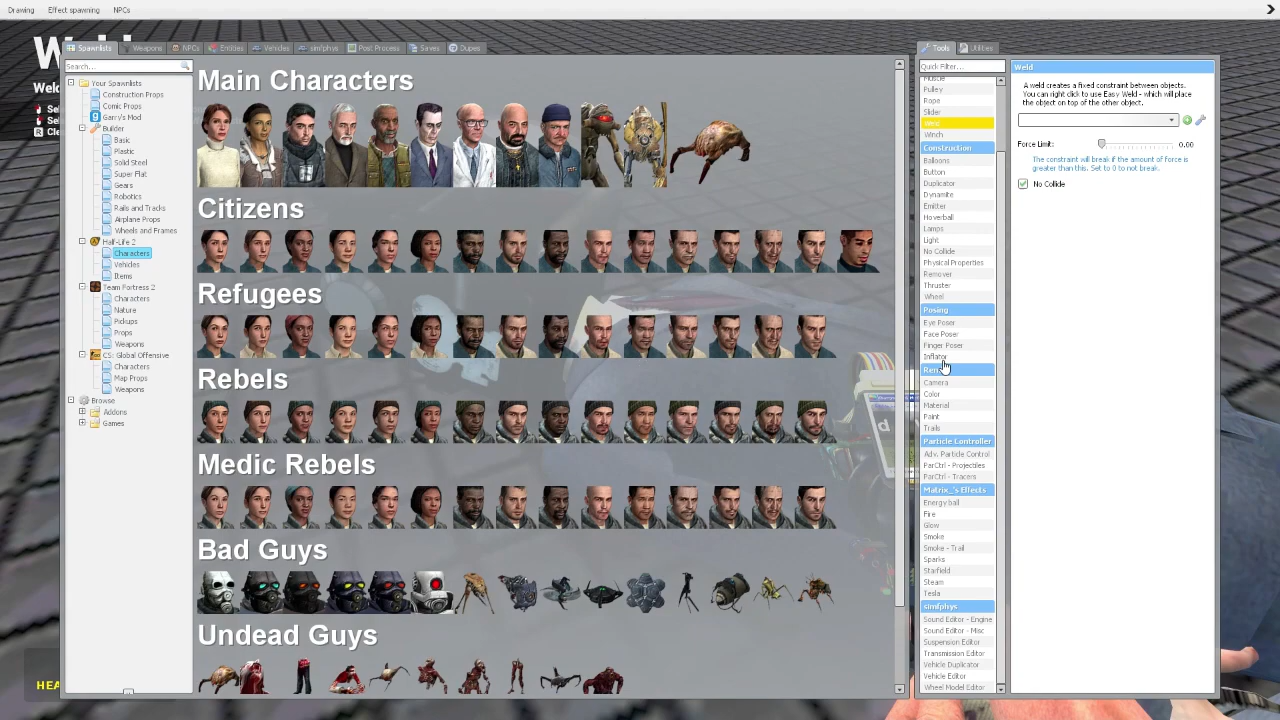 Drawing Effect spawning NPCs
Spawnlists Weapons NPCs Entities Vehicles simfphys Post Process Saves Dupes
Search...
Your Spawnlists
Construction Props
Comic Props
Garry's Mod
Builder
Basic
Plastic
Solid Steel
Super Flat
Gears
Robotics
Rails and Tracks
Airplane Props
Wheels and Frames
Half-Life 2
Characters
Vehicles
Items
Team Fortress 2
Characters
Nature
Pickups
Props
Weapons
CS: Global Offensive
Characters
Map Props
Weapons
Browse
Addons
Games
Main Characters
Citizens
Refugees
Rebels
Medic Rebels
Bad Guys
Undead Guys
Tools Utilities
Quick Filter...
Muscle
Pulley
Rope
Slider
Weld
Winch
Construction
Balloons
Button
Duplicator
Dynamite
Emitter
Hoverball
Lamps
Light
No Collide
Physical Properties
Remover
Thruster
Wheel
Posing
Eye Poser
Face Poser
Finger Poser
Inflator
Camera
Color
Material
Paint
Trails
Particle Controller
Adv. Particle Control
ParCtrl - Projectiles
ParCtrl - Tracers
Matrix_'s Effects
Energy ball
Fire
Glow
Smoke
Smoke - Trail
Sparks
Starfield
Steam
Tesla
simfphys
Sound Editor - Engine
Sound Editor - Misc
Suspension Editor
Transmission Editor
Vehicle Duplicator
Vehicle Editor
Wheel Model Editor
Weld
A weld creates a fixed constraint between objects.
You can right click to use Easy Weld - which will place
the object on top of the other object.
Force Limit: 0.00
The constraint will break if the amount of force is
greater than this. Set to 0 to not break.
No Collide
HEA